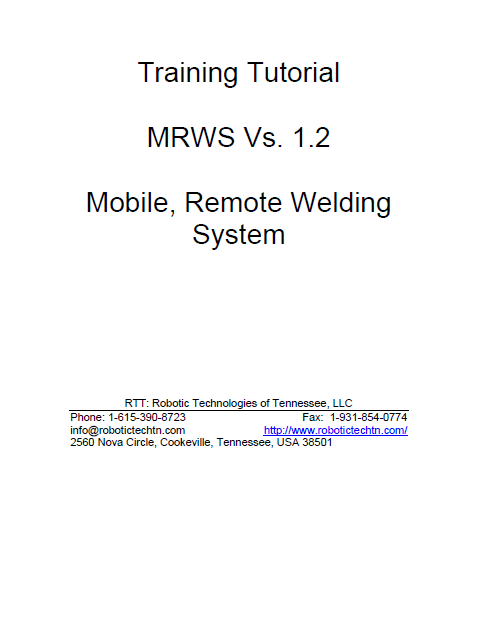 Training Tutorial
MRWS Vs. 1.2
Mobile, Remote Welding
System
RTT: Robotic Technologies of Tennessee, LLC
Phone: 1-615-390-8723 Fax: 1-931-854-0774
info@robotictechtn.com http://www.robotictechtn.com/
2560 Nova Circle, Cookeville, Tennessee, USA 38501